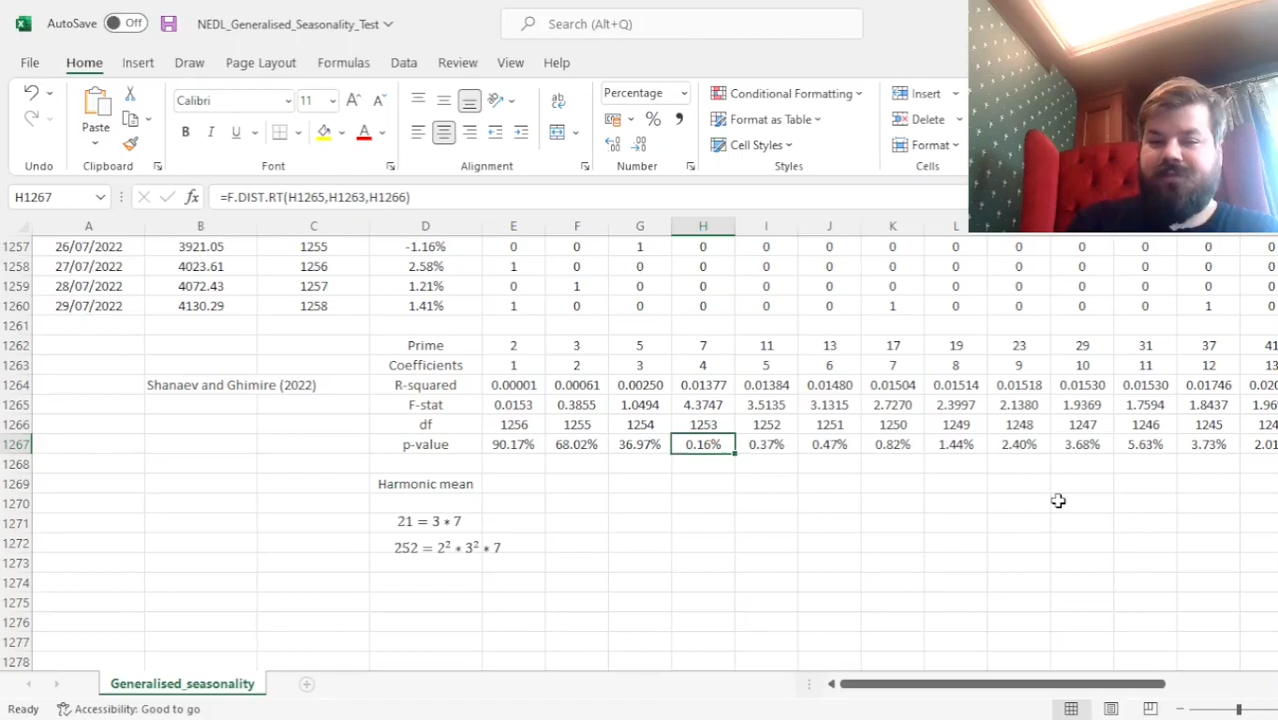 AutoSave Off NEDL_Generalised_Seasonality_Test Search (Alt+Q)
File Home Insert Draw Page Layout Formulas Data Review View Help
Calibri 11 Percentage Conditional Formatting Insert
Paste B I U A Format as Table Delete
Cell Styles Format
Undo Clipboard Font Alignment Number Styles Cells
H1267 fx =F.DIST.RT(H1265,H1263,H1266)
A B C D E F G H I J K L M N O P
1257 26/07/2022 3921.05 1255 -1.16% 0 0 1 0 0 0 0 0 0 0 0 0 0
1258 27/07/2022 4023.61 1256 2.58% 1 0 0 0 0 0 0 0 0 0 0 0 0
1259 28/07/2022 4072.43 1257 1.21% 0 1 0 0 0 0 0 0 0 0 0 0 0
1260 29/07/2022 4130.29 1258 1.41% 1 0 0 0 0 0 1 0 0 0 0 1 0
1261
1262 Prime 2 3 5 7 11 13 17 19 23 29 31 37 41
1263 Coefficients 1 2 3 4 5 6 7 8 9 10 11 12 13
1264 Shanaev and Ghimire (2022) R-squared 0.00001 0.00061 0.00250 0.01377 0.01384 0.01480 0.01504 0.01514 0.01518 0.01530 0.01530 0.01746
1265 F-stat 0.0153 0.3855 1.0494 4.3747 3.5135 3.1315 2.7270 2.3997 2.1380 1.9369 1.7594 1.8437
1266 df 1256 1255 1254 1253 1252 1251 1250 1249 1248 1247 1246 1245
1267 p-value 90.17% 68.02% 36.97% 0.16% 0.37% 0.47% 0.82% 1.44% 2.40% 3.68% 5.63% 3.73%
1268
1269 Harmonic mean
1270
1271 21 = 3 * 7
1272 252 = 2² * 3² * 7
1273
1274
1275
1276
1277
1278
Generalised_seasonality
Ready Accessibility: Good to go